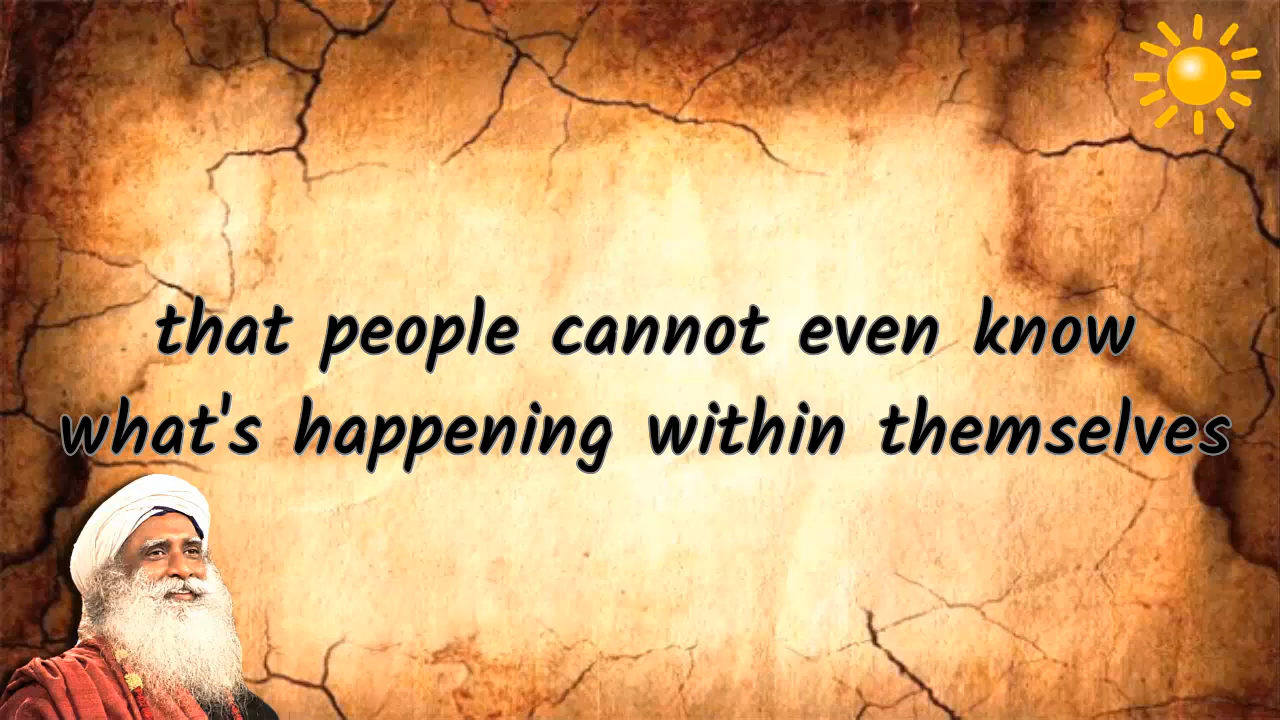 that people cannot even know
what's happening within themselves